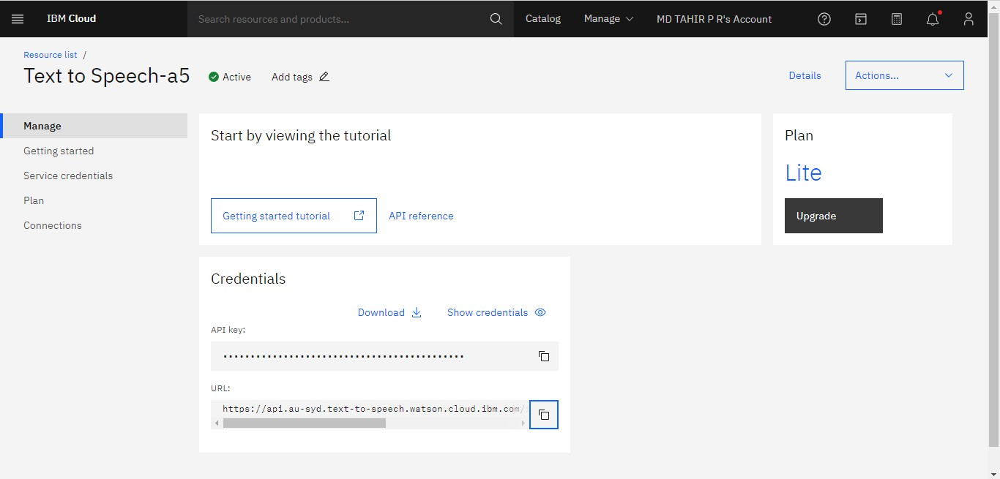 IBM Cloud
Search resources and products...
Catalog
Manage
MD TAHIR P R's Account
Resource list /
Text to Speech-a5
Active
Add tags
Details
Actions...
Manage
Getting started
Service credentials
Plan
Connections
Start by viewing the tutorial
Getting started tutorial
API reference
Plan
Lite
Upgrade
Credentials
Download
Show credentials
API key:
............................................
URL:
https://api.au-syd.text-to-speech.watson.cloud.ibm.com/